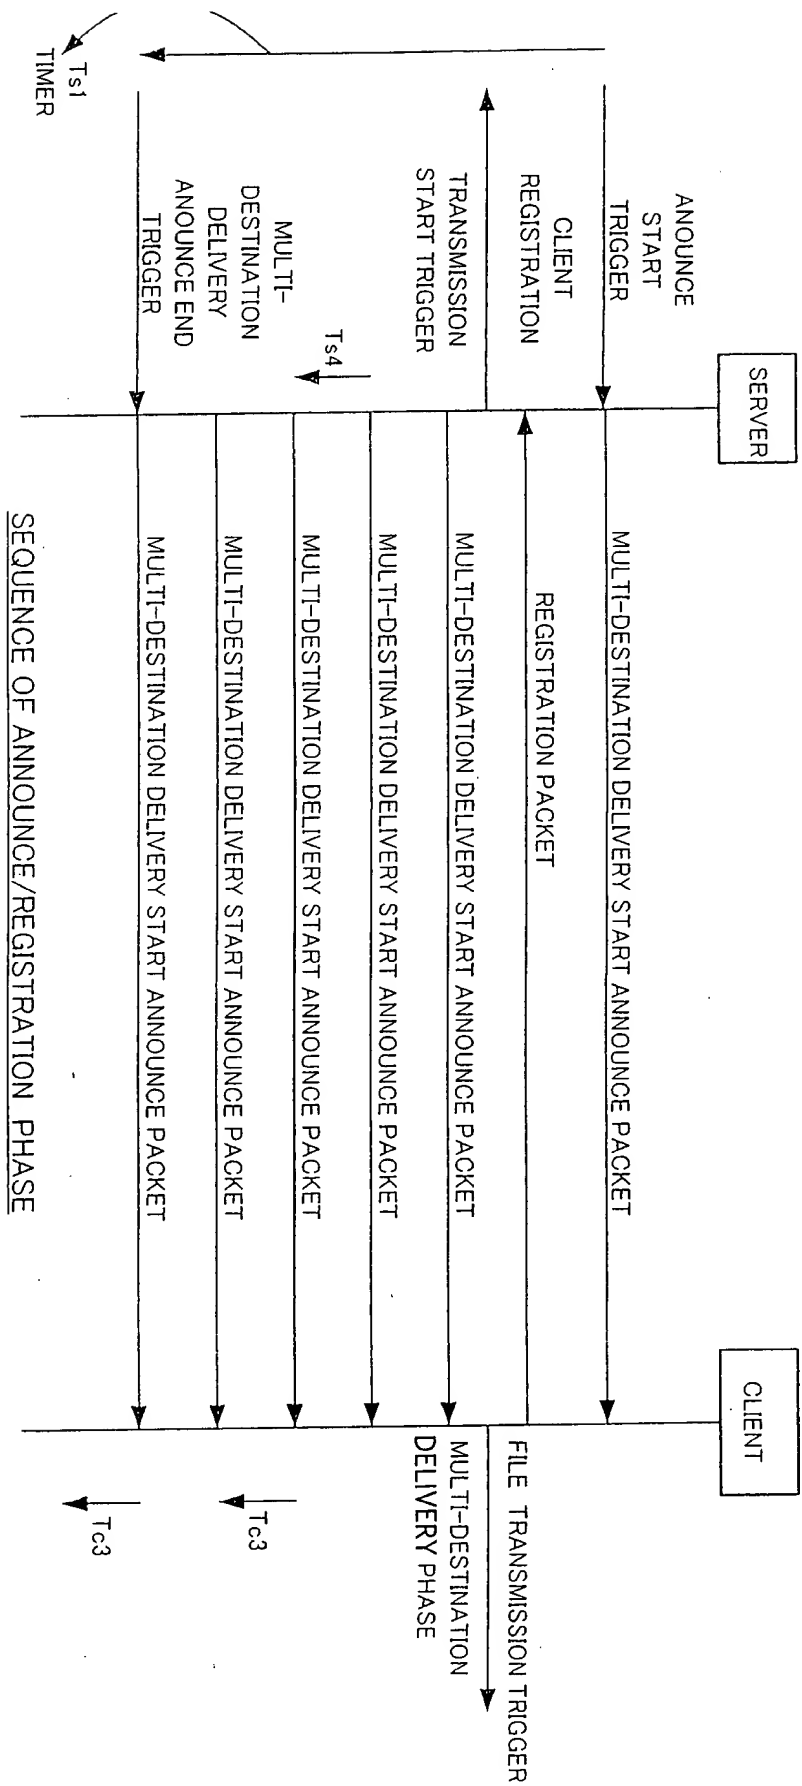 SERVER
CLIENT
ANOUNCE
START
TRIGGER
MULTI-DESTINATION DELIVERY START ANNOUNCE PACKET
CLIENT
REGISTRATION
REGISTRATION PACKET
FILE TRANSMISSION TRIGGER
TRANSMISSION
START TRIGGER
MULTI-DESTINATION DELIVERY START ANNOUNCE PACKET
MULTI-DESTINATION
DELIVERY PHASE
MULTI-DESTINATION DELIVERY START ANNOUNCE PACKET
Ts4
MULTI-DESTINATION DELIVERY START ANNOUNCE PACKET
MULTI-
DESTINATION
DELIVERY
ANOUNCE END
TRIGGER
MULTI-DESTINATION DELIVERY START ANNOUNCE PACKET
Tc3
MULTI-DESTINATION DELIVERY START ANNOUNCE PACKET
Tc3
Ts1
TIMER
SEQUENCE OF ANNOUNCE/REGISTRATION PHASE